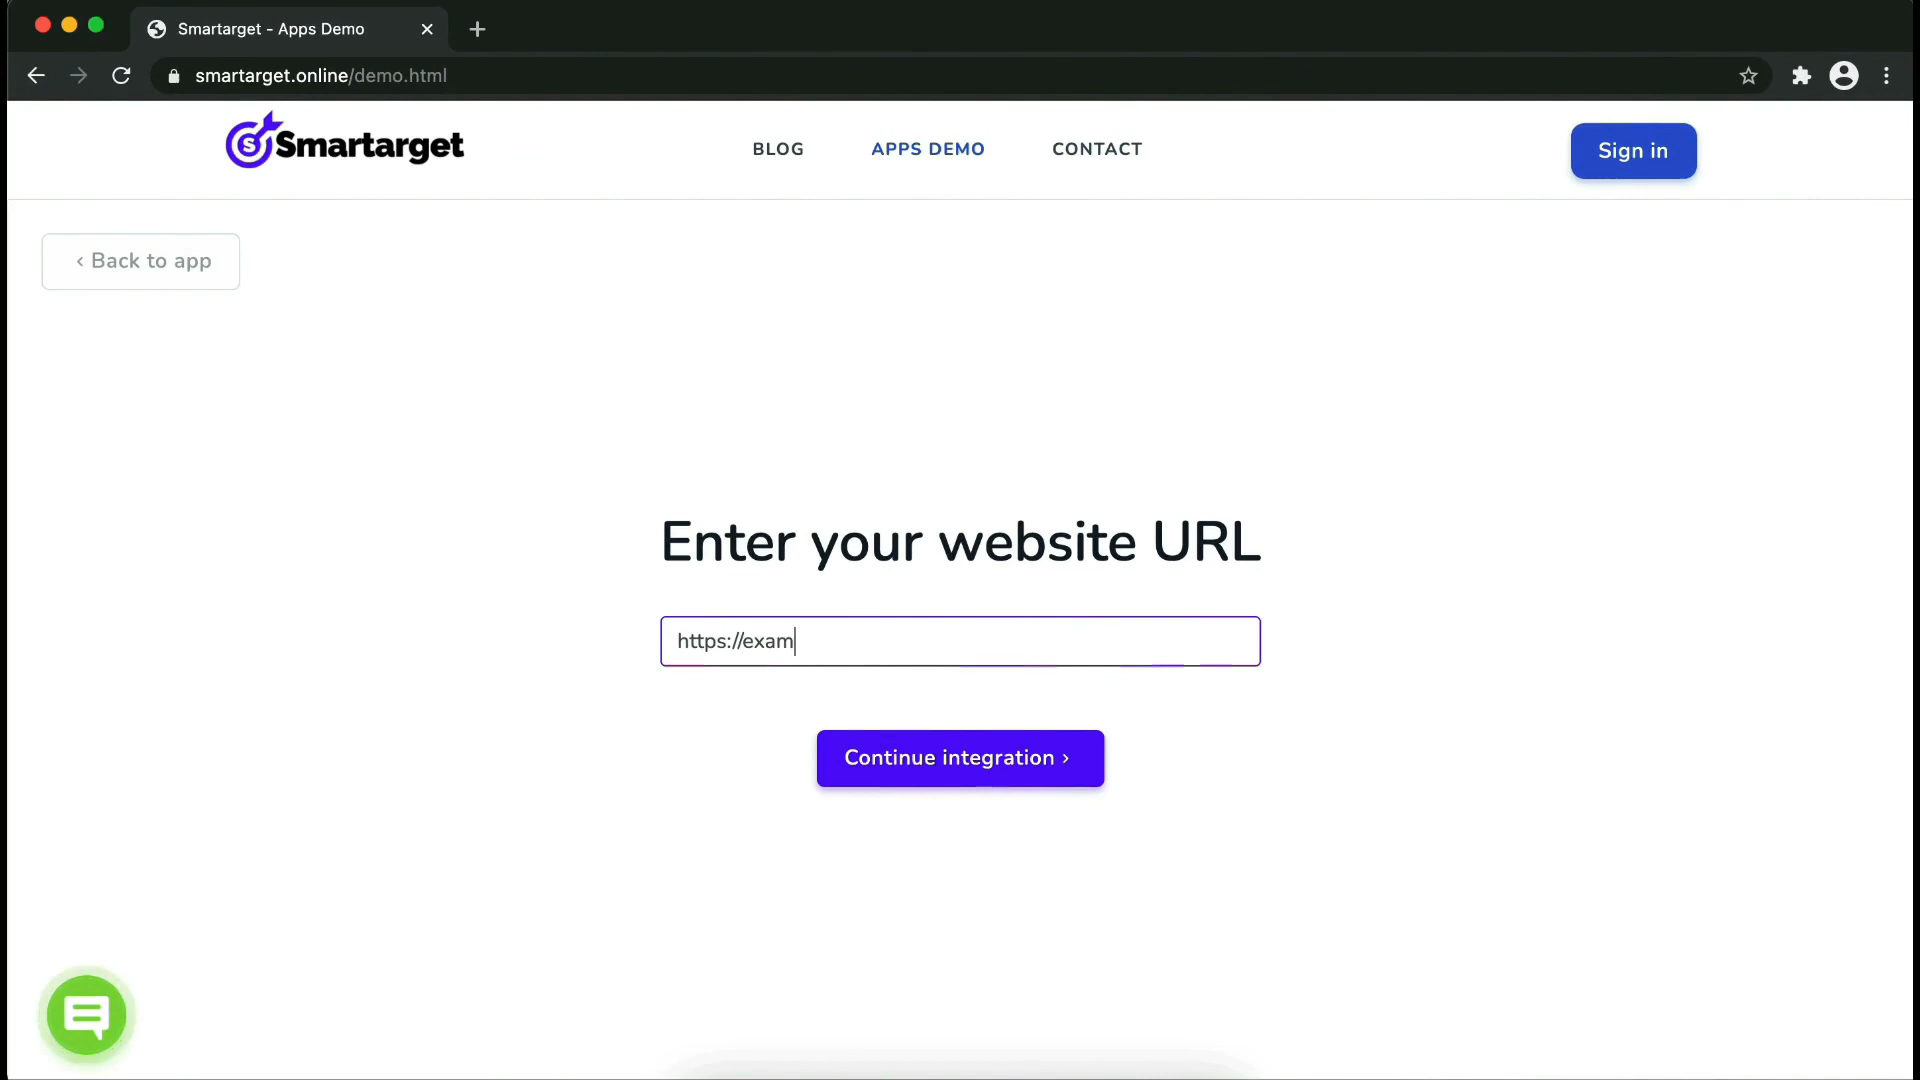 Smartarget - Apps Demo
smartarget.online/demo.html
Smartarget
BLOG
APPS DEMO
CONTACT
Sign in
‹ Back to app
Enter your website URL
https://exam
Continue integration ›